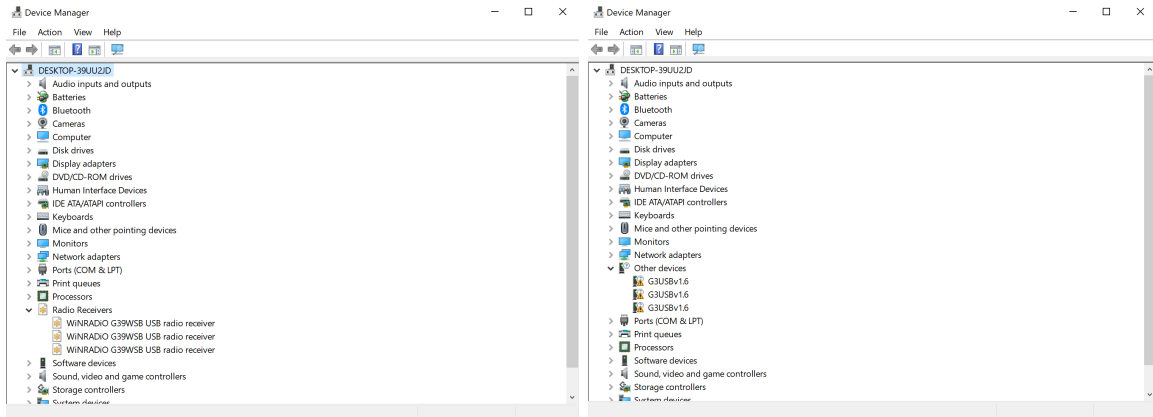 Device Manager
File Action View Help
DESKTOP-39UU2JD
Audio inputs and outputs
Batteries
Bluetooth
Cameras
Computer
Disk drives
Display adapters
DVD/CD-ROM drives
Human Interface Devices
IDE ATA/ATAPI controllers
Keyboards
Mice and other pointing devices
Monitors
Network adapters
Ports (COM & LPT)
Print queues
Processors
Radio Receivers
WiNRADiO G39WSB USB radio receiver
WiNRADiO G39WSB USB radio receiver
WiNRADiO G39WSB USB radio receiver
Software devices
Sound, video and game controllers
Storage controllers
System devices
Device Manager
File Action View Help
DESKTOP-39UU2JD
Audio inputs and outputs
Batteries
Bluetooth
Cameras
Computer
Disk drives
Display adapters
DVD/CD-ROM drives
Human Interface Devices
IDE ATA/ATAPI controllers
Keyboards
Mice and other pointing devices
Monitors
Network adapters
Other devices
G3USBv1.6
G3USBv1.6
G3USBv1.6
Ports (COM & LPT)
Print queues
Processors
Software devices
Sound, video and game controllers
Storage controllers
System devices